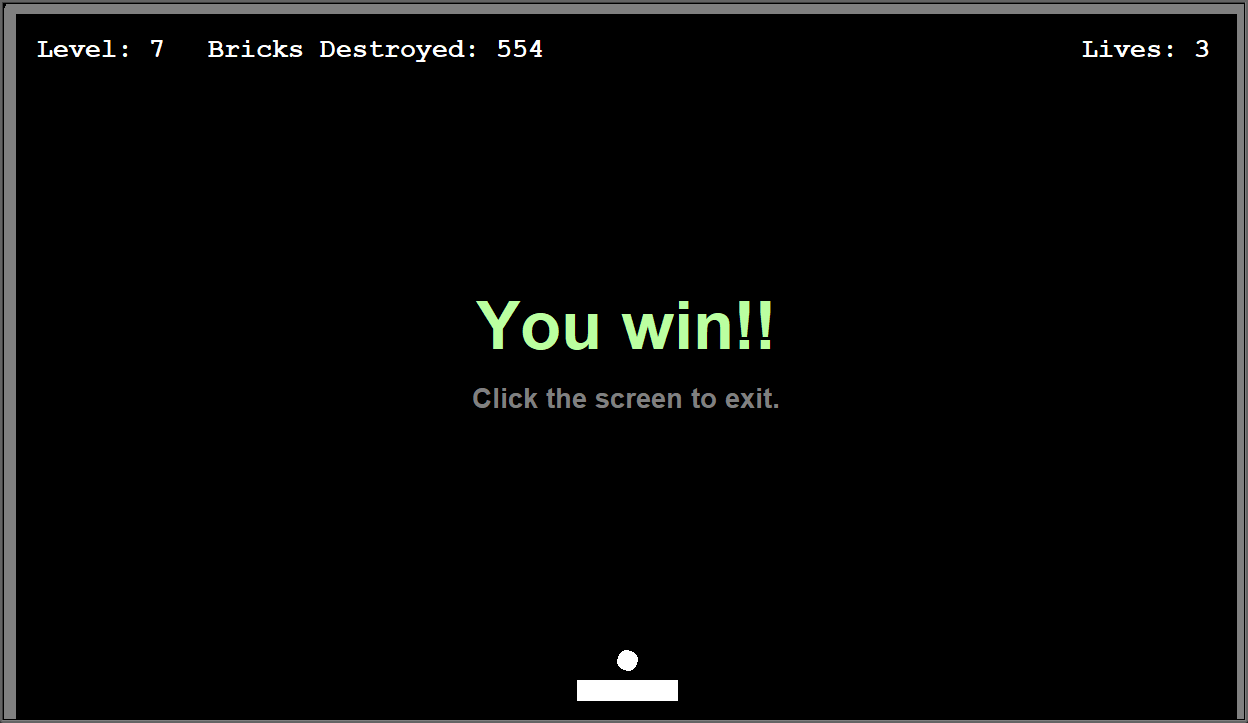 Level: 7 Bricks Destroyed: 554 Lives: 3
You win!!
Click the screen to exit.